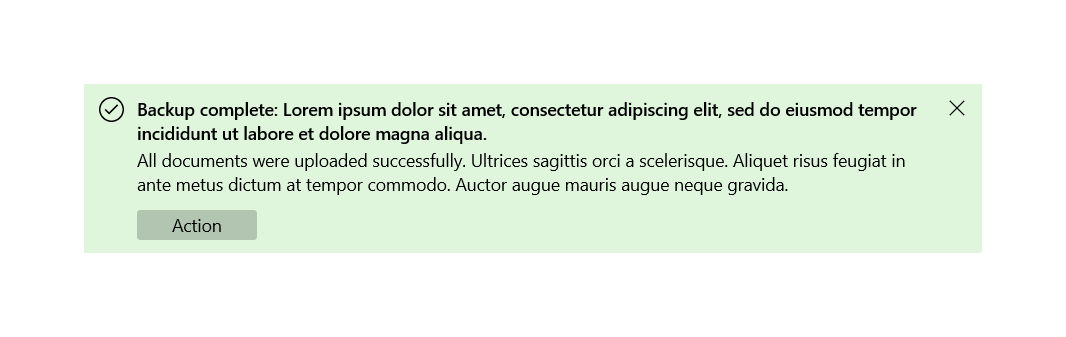 Backup complete: Lorem ipsum dolor sit amet, consectetur adipiscing elit, sed do eiusmod tempor
incididunt ut labore et dolore magna aliqua.
All documents were uploaded successfully. Ultrices sagittis orci a scelerisque. Aliquet risus feugiat in
ante metus dictum at tempor commodo. Auctor augue mauris augue neque gravida.
Action